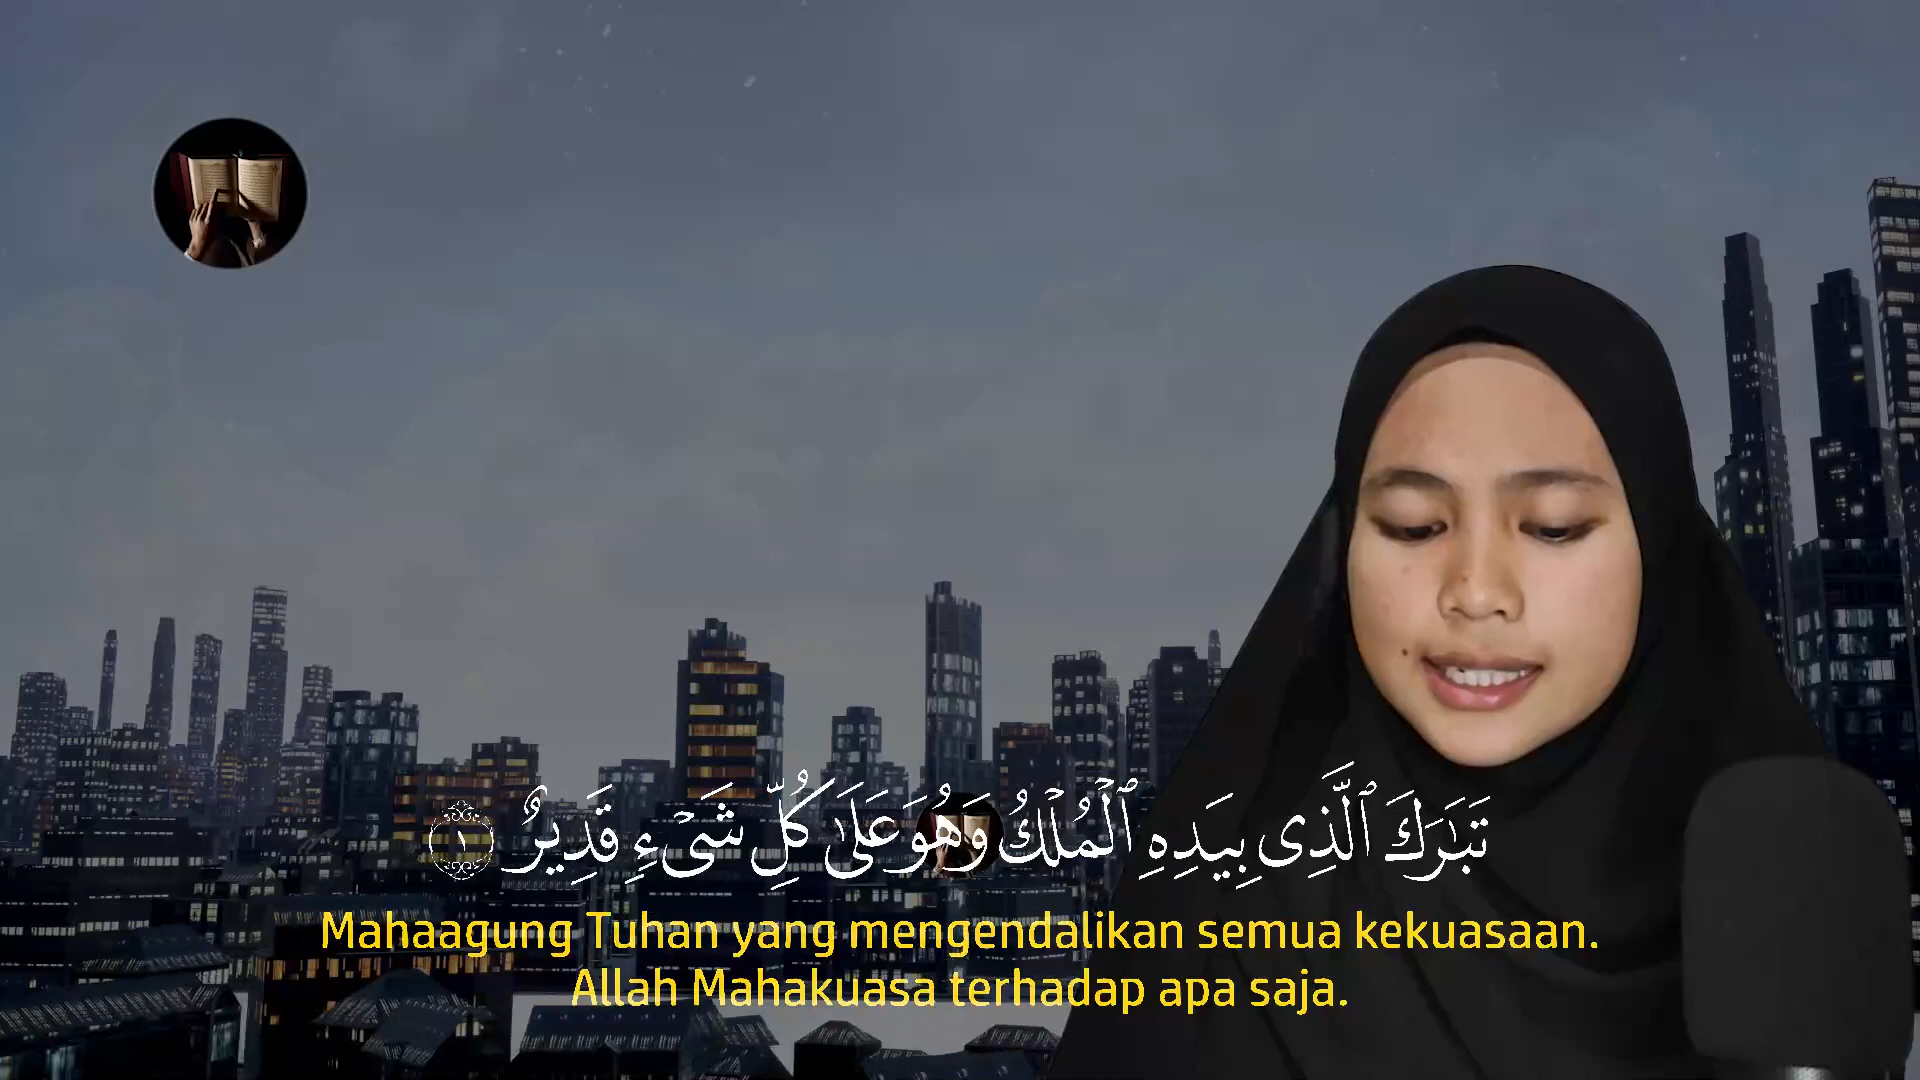 تَبَٰرَكَ ٱلَّذِى بِيَدِهِ ٱلْمُلْكُ وَهُوَ عَلَىٰ كُلِّ شَىْءٍ قَدِيرٌ ١
Mahaagung Tuhan yang mengendalikan semua kekuasaan.
Allah Mahakuasa terhadap apa saja.